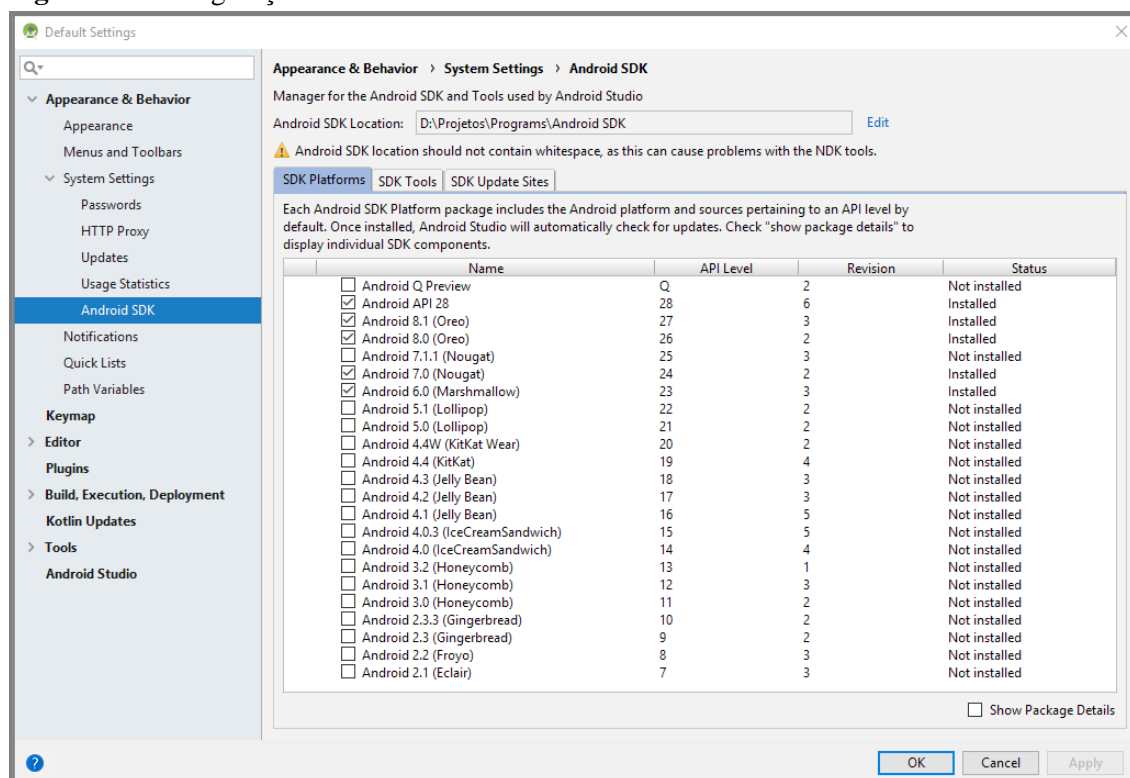 Default Settings
Appearance & Behavior
Appearance
Menus and Toolbars
System Settings
Passwords
HTTP Proxy
Updates
Usage Statistics
Android SDK
Notifications
Quick Lists
Path Variables
Keymap
Editor
Plugins
Build, Execution, Deployment
Kotlin Updates
Tools
Android Studio
Appearance & Behavior > System Settings > Android SDK
Manager for the Android SDK and Tools used by Android Studio
Android SDK Location: D:\Projetos\Programs\Android SDK Edit
Android SDK location should not contain whitespace, as this can cause problems with the NDK tools.
SDK Platforms SDK Tools SDK Update Sites
Each Android SDK Platform package includes the Android platform and sources pertaining to an API level by
default. Once installed, Android Studio will automatically check for updates. Check "show package details" to
display individual SDK components.
Name API Level Revision Status
Android Q Preview Q 2 Not installed
Android API 28 28 6 Installed
Android 8.1 (Oreo) 27 3 Installed
Android 8.0 (Oreo) 26 2 Installed
Android 7.1.1 (Nougat) 25 3 Not installed
Android 7.0 (Nougat) 24 2 Installed
Android 6.0 (Marshmallow) 23 3 Installed
Android 5.1 (Lollipop) 22 2 Not installed
Android 5.0 (Lollipop) 21 2 Not installed
Android 4.4W (KitKat Wear) 20 2 Not installed
Android 4.4 (KitKat) 19 4 Not installed
Android 4.3 (Jelly Bean) 18 3 Not installed
Android 4.2 (Jelly Bean) 17 3 Not installed
Android 4.1 (Jelly Bean) 16 5 Not installed
Android 4.0.3 (IceCreamSandwich) 15 5 Not installed
Android 4.0 (IceCreamSandwich) 14 4 Not installed
Android 3.2 (Honeycomb) 13 1 Not installed
Android 3.1 (Honeycomb) 12 3 Not installed
Android 3.0 (Honeycomb) 11 2 Not installed
Android 2.3.3 (Gingerbread) 10 2 Not installed
Android 2.3 (Gingerbread) 9 2 Not installed
Android 2.2 (Froyo) 8 3 Not installed
Android 2.1 (Eclair) 7 3 Not installed
Show Package Details
? OK Cancel Apply